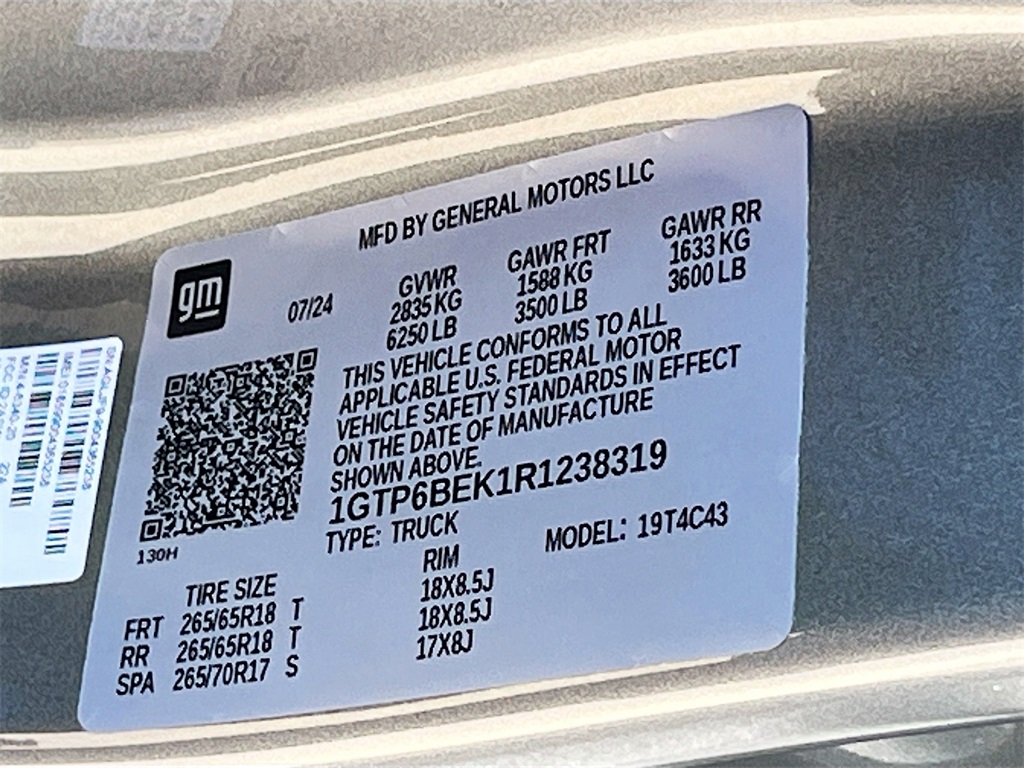 MFD BY GENERAL MOTORS LLC
gm
07/24
GVWR GAWR FRT GAWR RR
2835 KG 1588 KG 1633 KG
6250 LB 3500 LB 3600 LB
THIS VEHICLE CONFORMS TO ALL
APPLICABLE U.S. FEDERAL MOTOR
VEHICLE SAFETY STANDARDS IN EFFECT
ON THE DATE OF MANUFACTURE
SHOWN ABOVE.
1GTP6BEK1R1238319
TYPE: TRUCK MODEL: 19T4C43
130H
TIRE SIZE RIM
FRT 265/65R18 T 18X8.5J
RR 265/65R18 T 18X8.5J
SPA 265/70R17 S 17X8J